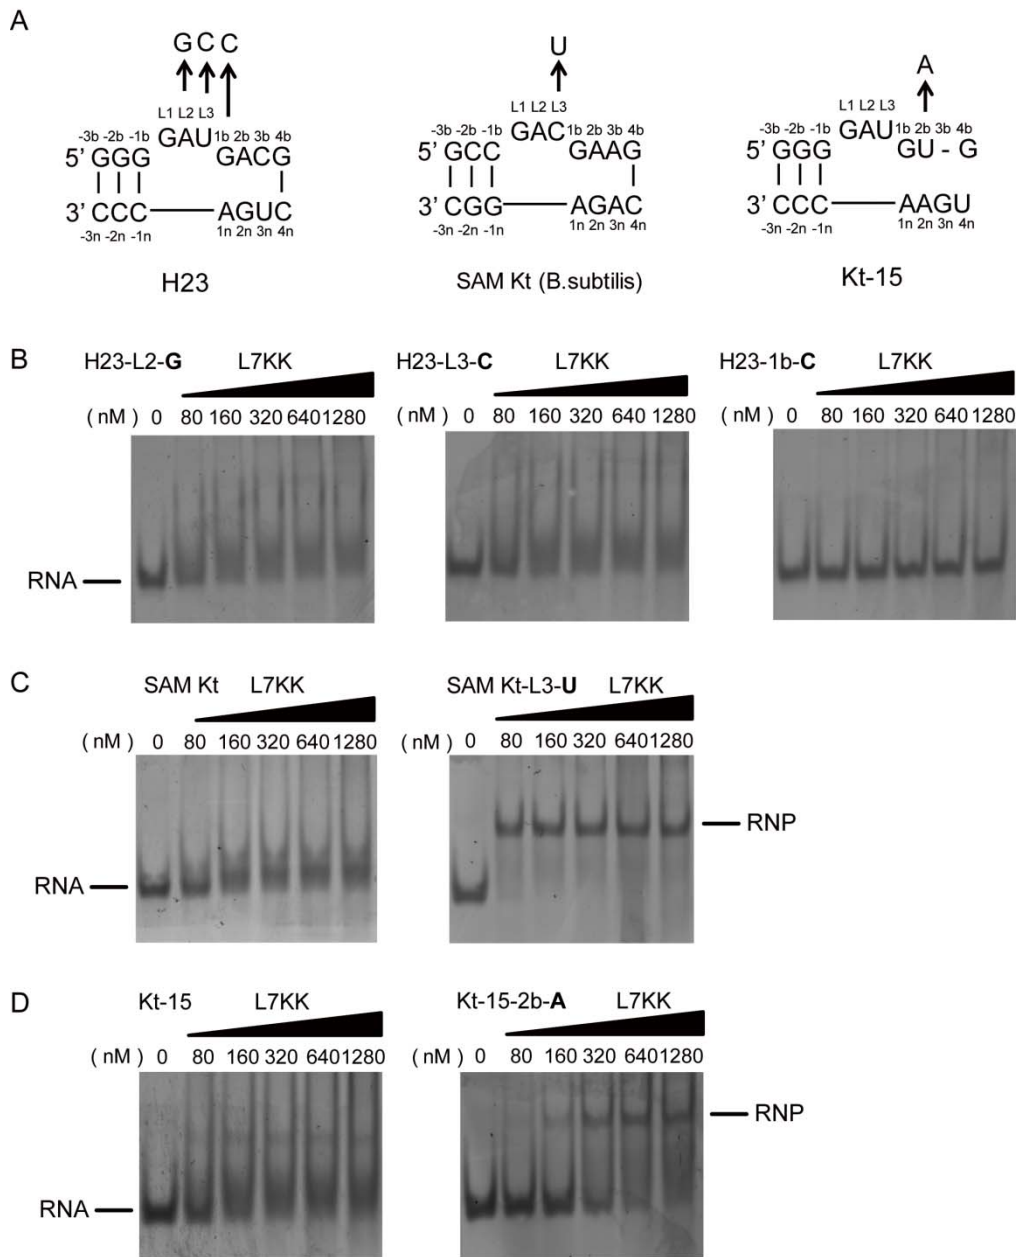 A
G C C
L1 L2 L3
-3b -2b -1b GAU 1b 2b 3b 4b
5’ GGG GACG
3’ CCC AGUC
-3n -2n -1n 1n 2n 3n 4n
H23
U
L1 L2 L3
-3b -2b -1b GAC 1b 2b 3b 4b
5’ GCC GAAG
3’ CGG AGAC
-3n -2n -1n 1n 2n 3n 4n
SAM Kt (B.subtilis)
A
L1 L2 L3
-3b -2b -1b GAU 1b 2b 3b 4b
5’ GGG GU - G
3’ CCC AAGU
-3n -2n -1n 1n 2n 3n 4n
Kt-15
B
H23-L2-G L7KK
( nM ) 0 80 160 320 640 1280
RNA
H23-L3-C L7KK
( nM ) 0 80 160 320 640 1280
H23-1b-C L7KK
( nM ) 0 80 160 320 640 1280
C
SAM Kt L7KK
( nM ) 0 80 160 320 640 1280
RNA
SAM Kt-L3-U L7KK
( nM ) 0 80 160 320 640 1280
RNP
D
Kt-15 L7KK
( nM ) 0 80 160 320 640 1280
RNA
Kt-15-2b-A L7KK
( nM ) 0 80 160 320 640 1280
RNP